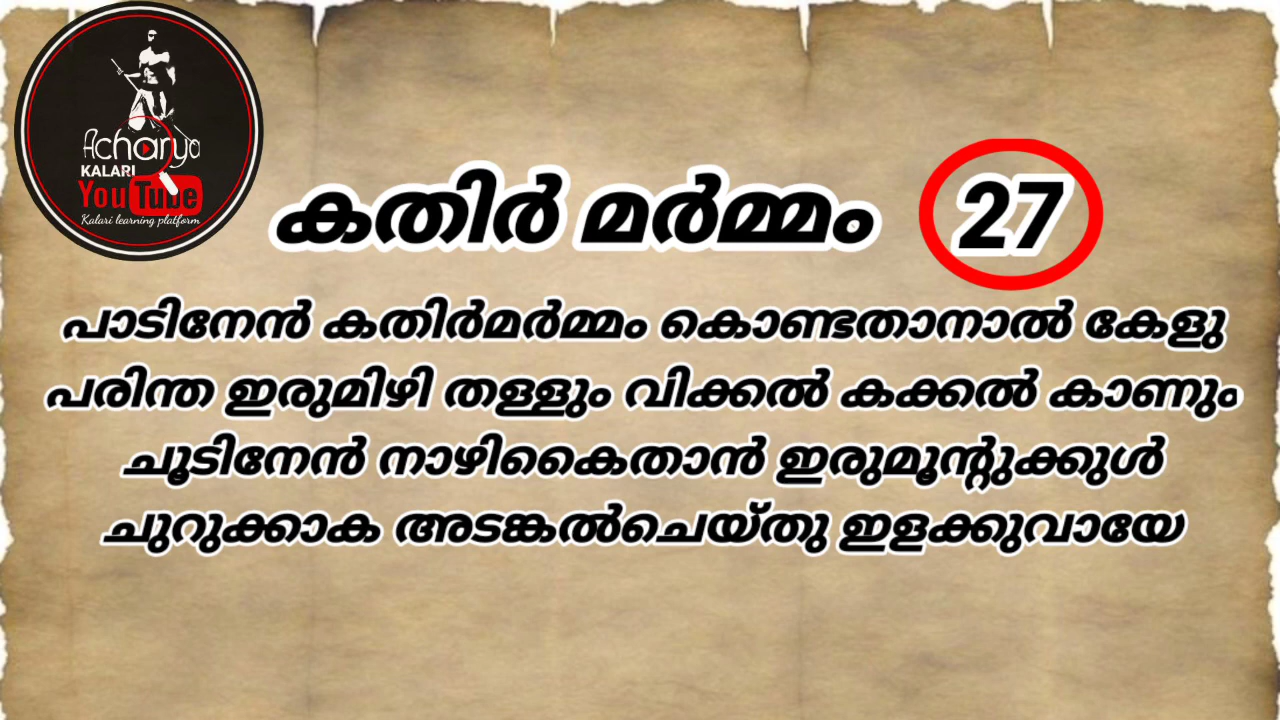 Acharya
KALARI
YouTube
Kalari learning platform
കതിർ മർമ്മം 27
പാടിനേൻ കതിർമർമ്മം കൊണ്ടതാനാൽ കേളു
പരിന്ത ഇരുമിഴി തള്ളും വിക്കൽ കക്കൽ കാണും
ചൂടിനേൻ നാഴികൈതാൻ ഇരുമൂന്റുക്കുൾ
ചുറുക്കാക അടങ്കൽചെയ്തു ഇളക്കുവായേ